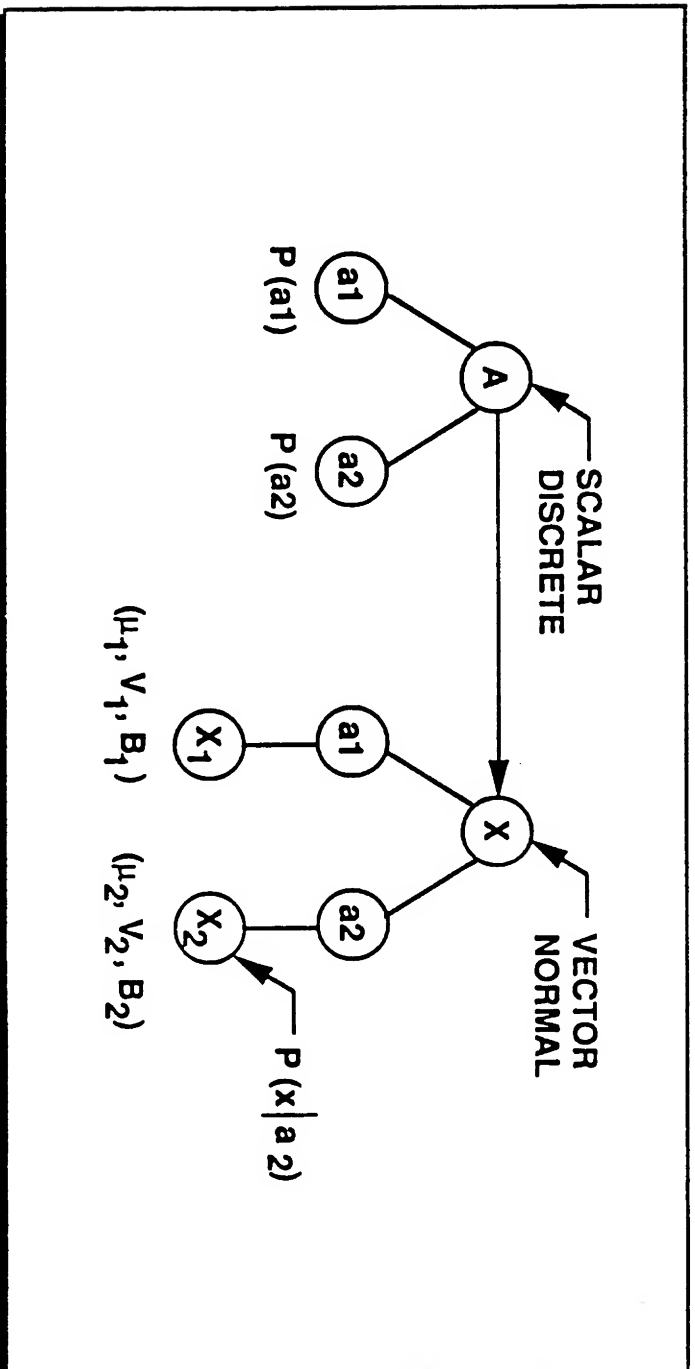 SCALAR
DISCRETE
VECTOR
NORMAL
A
X
a1
a2
a1
a2
P (a1)
P (a2)
X₁
X₂
P (x|a 2)
(μ₁, V₁, B₁)
(μ₂, V₂, B₂)